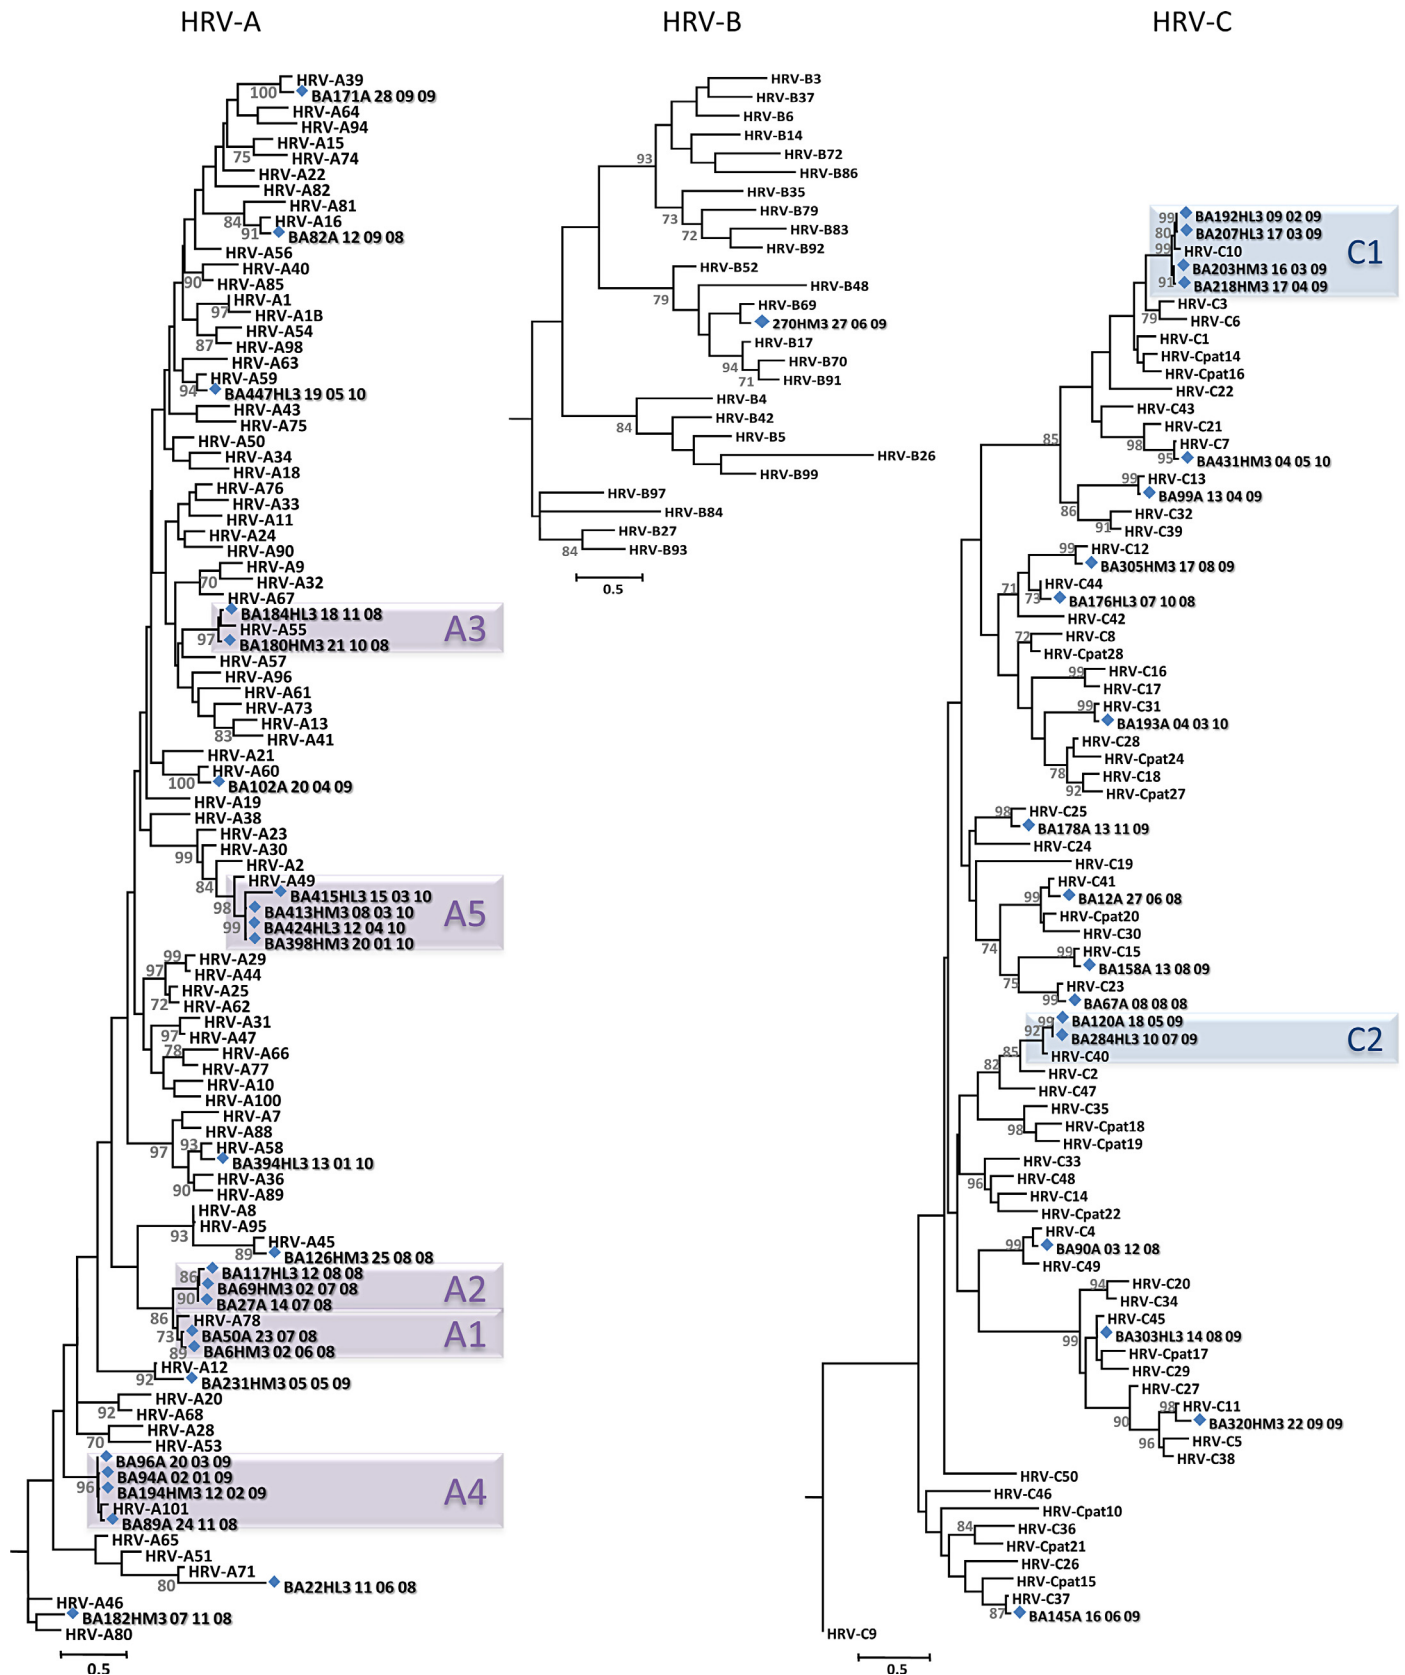 HRV-A
HRV-A39
100
BA171A 28 09 09
HRV-A64
HRV-A94
HRV-A15
75
HRV-A74
HRV-A22
HRV-A82
HRV-A81
84
HRV-A16
91
BA82A 12 09 08
HRV-A56
HRV-A40
90
HRV-A85
HRV-A1
97
HRV-A1B
HRV-A54
87
HRV-A98
HRV-A63
HRV-A59
94
BA447HL3 19 05 10
HRV-A43
HRV-A75
HRV-A50
HRV-A34
HRV-A18
HRV-A76
HRV-A33
HRV-A11
HRV-A24
HRV-A90
HRV-A9
70
HRV-A32
HRV-A67
BA184HL3 18 11 08
HRV-A55
97
BA180HM3 21 10 08
A3
HRV-A57
HRV-A96
HRV-A61
HRV-A73
HRV-A13
83
HRV-A41
HRV-A21
HRV-A60
100
BA102A 20 04 09
HRV-A19
HRV-A38
HRV-A23
HRV-A30
99
HRV-A2
84
HRV-A49
BA415HL3 15 03 10
98
BA413HM3 08 03 10
99
BA424HL3 12 04 10
BA398HM3 20 01 10
A5
99
HRV-A29
97
HRV-A44
HRV-A25
72
HRV-A62
HRV-A31
97
HRV-A47
78
HRV-A66
HRV-A77
HRV-A10
HRV-A100
HRV-A7
HRV-A88
97
93
HRV-A58
BA394HL3 13 01 10
HRV-A36
90
HRV-A89
HRV-A8
HRV-A95
93
HRV-A45
89
BA126HM3 25 08 08
BA117HL3 12 08 08
86
BA69HM3 02 07 08
90
BA27A 14 07 08
A2
86
HRV-A78
73
BA50A 23 07 08
89
BA6HM3 02 06 08
A1
HRV-A12
92
BA231HM3 05 05 09
HRV-A20
92
HRV-A68
HRV-A28
70
HRV-A53
BA96A 20 03 09
BA94A 02 01 09
96
BA194HM3 12 02 09
HRV-A101
BA89A 24 11 08
A4
HRV-A65
HRV-A51
HRV-A71
80
BA22HL3 11 06 08
HRV-A46
BA182HM3 07 11 08
HRV-A80
0.5
HRV-B
HRV-B3
HRV-B37
HRV-B6
HRV-B14
93
HRV-B72
HRV-B86
HRV-B35
73
HRV-B79
72
HRV-B83
HRV-B92
HRV-B52
79
HRV-B48
HRV-B69
270HM3 27 06 09
HRV-B17
94
HRV-B70
71
HRV-B91
HRV-B4
84
HRV-B42
HRV-B5
HRV-B26
HRV-B99
HRV-B97
HRV-B84
HRV-B27
84
HRV-B93
0.5
HRV-C
99
BA192HL3 09 02 09
80
BA207HL3 17 03 09
99
HRV-C10
BA203HM3 16 03 09
91
BA218HM3 17 04 09
C1
HRV-C3
79
HRV-C6
HRV-C1
HRV-Cpat14
HRV-Cpat16
HRV-C22
HRV-C43
HRV-C21
85
98
HRV-C7
95
BA431HM3 04 05 10
99
HRV-C13
BA99A 13 04 09
86
HRV-C32
91
HRV-C39
99
HRV-C12
BA305HM3 17 08 09
71
HRV-C44
73
BA176HL3 07 10 08
HRV-C42
72
HRV-C8
HRV-Cpat28
99
HRV-C16
HRV-C17
99
HRV-C31
BA193A 04 03 10
HRV-C28
HRV-Cpat24
78
HRV-C18
92
HRV-Cpat27
98
HRV-C25
BA178A 13 11 09
HRV-C24
HRV-C19
HRV-C41
99
BA12A 27 06 08
HRV-Cpat20
HRV-C30
74
99
HRV-C15
BA158A 13 08 09
75
HRV-C23
99
BA67A 08 08 08
99
BA120A 18 05 09
92
BA284HL3 10 07 09
85
HRV-C40
C2
82
HRV-C2
HRV-C47
HRV-C35
98
HRV-Cpat18
HRV-Cpat19
HRV-C33
96
HRV-C48
HRV-C14
HRV-Cpat22
HRV-C4
99
BA90A 03 12 08
HRV-C49
94
HRV-C20
HRV-C34
HRV-C45
99
BA303HL3 14 08 09
HRV-Cpat17
HRV-C29
HRV-C27
98
HRV-C11
90
BA320HM3 22 09 09
96
HRV-C5
HRV-C38
HRV-C50
HRV-C46
HRV-Cpat10
84
HRV-C36
HRV-Cpat21
HRV-C26
HRV-Cpat15
HRV-C37
87
BA145A 16 06 09
HRV-C9
0.5